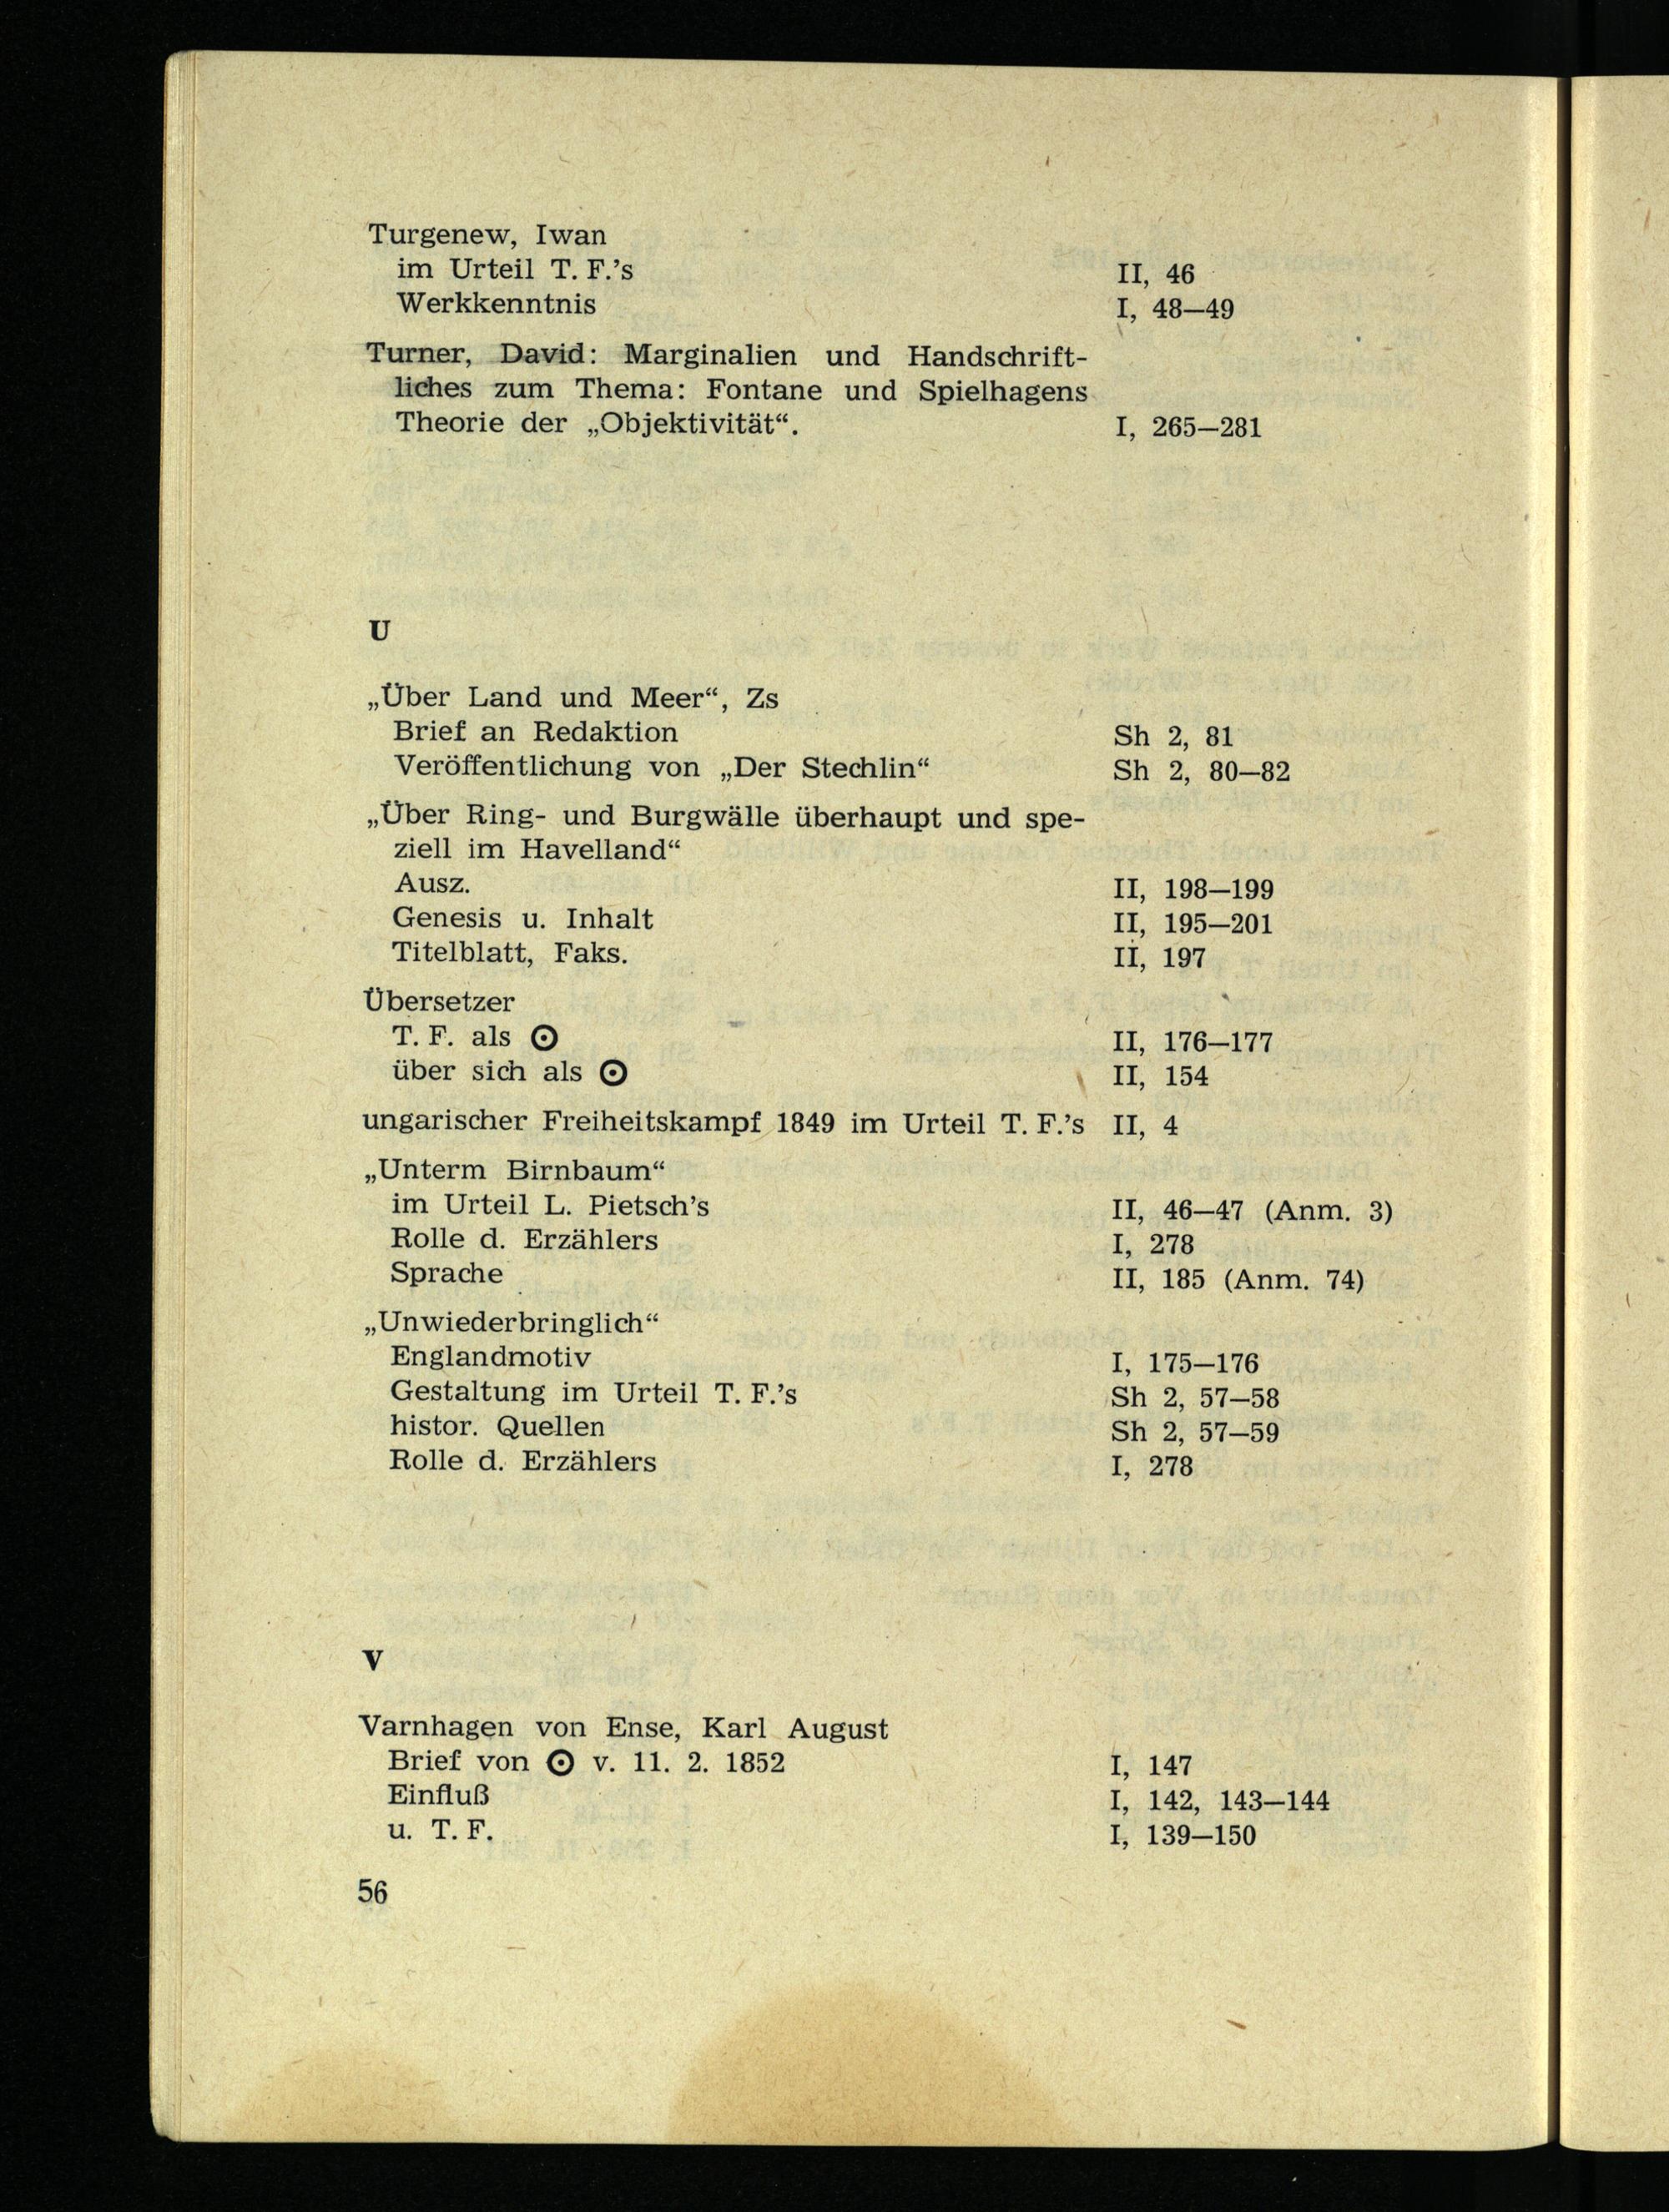 Turgenew, Iwan
im Urteil T. F.'s II, 46
Werkkenntnis I, 48—49
Turner, David: Marginalien und Handschrift-
liches zum Thema: Fontane und Spielhagens
Theorie der „Objektivität“. I, 265—281
U
„Über Land und Meer“, Zs
Brief an Redaktion Sh 2, 81
Veröffentlichung von „Der Stechlin“ Sh 2, 80—82
„Über Ring- und Burgwälle überhaupt und spe-
ziell im Havelland“
Ausz. II, 198—199
Genesis u. Inhalt II, 195—201
Titelblatt, Faks. II, 197
Übersetzer
T. F. als ⊙ II, 176—177
über sich als ⊙ II, 154
ungarischer Freiheitskampf 1849 im Urteil T. F.'s II, 4
„Unterm Birnbaum“
im Urteil L. Pietsch's II, 46—47 (Anm. 3)
Rolle d. Erzählers I, 278
Sprache II, 185 (Anm. 74)
„Unwiederbringlich“
Englandmotiv I, 175—176
Gestaltung im Urteil T. F.'s Sh 2, 57—58
histor. Quellen Sh 2, 57—59
Rolle d. Erzählers I, 278
V
Varnhagen von Ense, Karl August
Brief von ⊙ v. 11. 2. 1852 I, 147
Einfluß I, 142, 143—144
u. T. F. I, 139—150
56